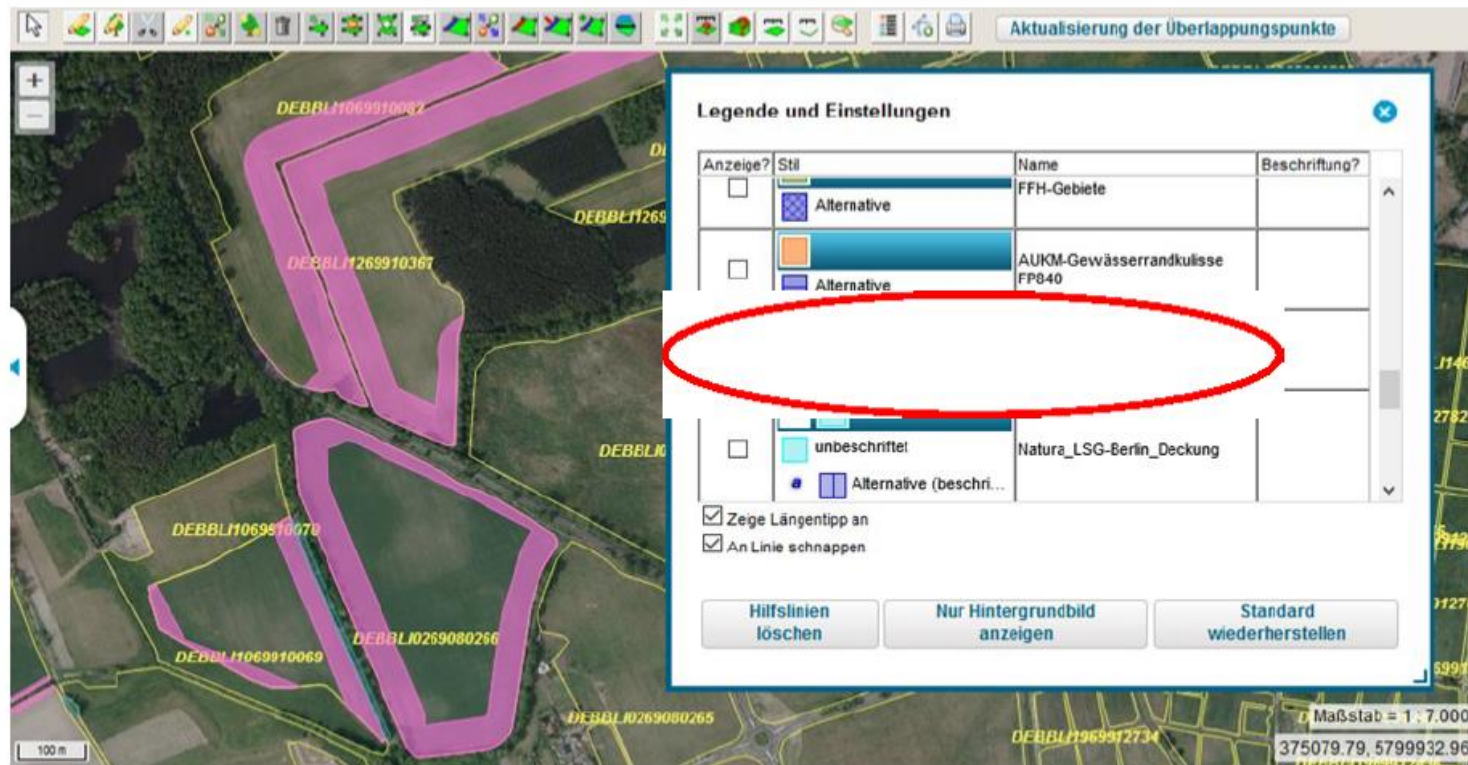 Aktualisierung der Überlappungspunkte
+
−
DEBBLI1069910082
DEBBLI1269
DEBBLI1269910367
DEBBLI0
DEBBLI1069910070
DEBBLI0269080266
DEBBLI1069910069
DEBBLI0269080265
DEBBLI1969912734
Legende und Einstellungen
Anzeige? Stil Name Beschriftung?
FFH-Gebiete
Alternative
AUKM-Gewässerrandkulisse
FP840
Alternative
unbeschriftet
Natura_LSG-Berlin_Deckung
a Alternative (beschri...
Zeige Längentipp an
An Linie schnappen
Hilfslinien
löschen
Nur Hintergrundbild
anzeigen
Standard
wiederherstellen
100 m
Maßstab = 1 : 7.000
375079.79, 5799932.96